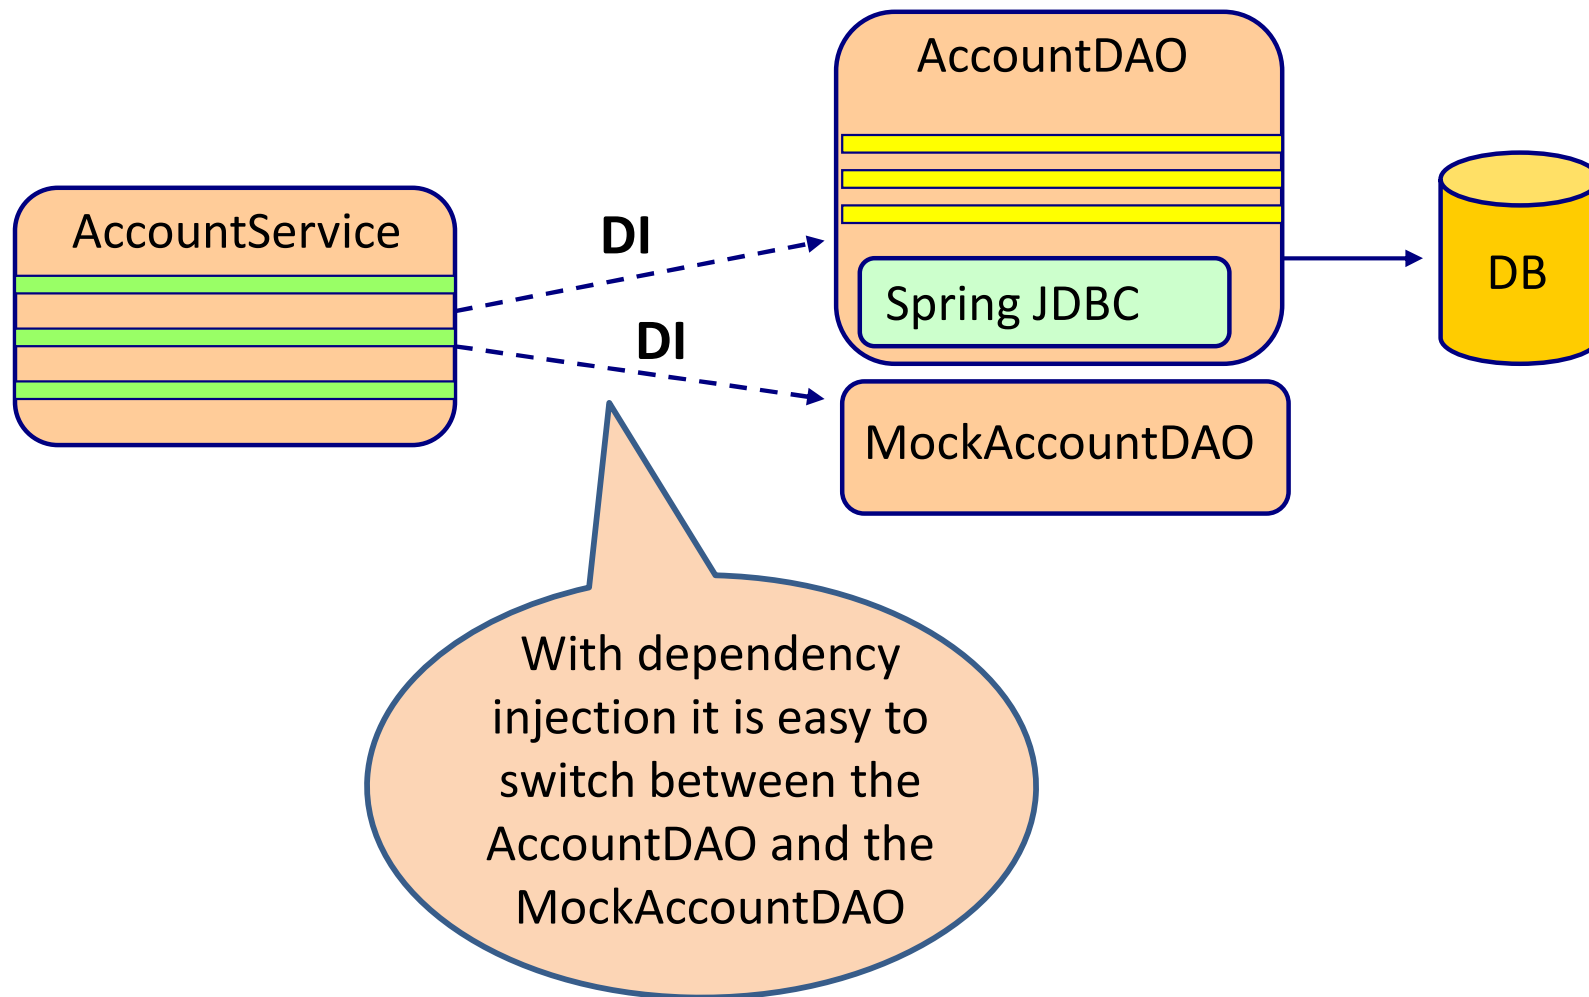 AccountDAO
AccountService
DI
Spring JDBC
DB
DI
MockAccountDAO
With dependency
injection it is easy to
switch between the
AccountDAO and the
MockAccountDAO